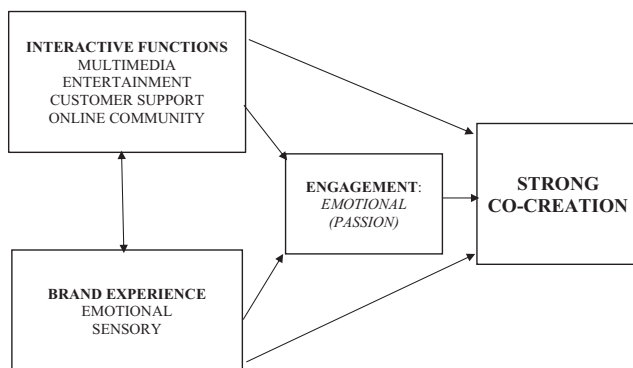 INTERACTIVE FUNCTIONS
MULTIMEDIA
ENTERTAINMENT
CUSTOMER SUPPORT
ONLINE COMMUNITY
ENGAGEMENT:
EMOTIONAL
(PASSION)
STRONG
CO-CREATION
BRAND EXPERIENCE
EMOTIONAL
SENSORY